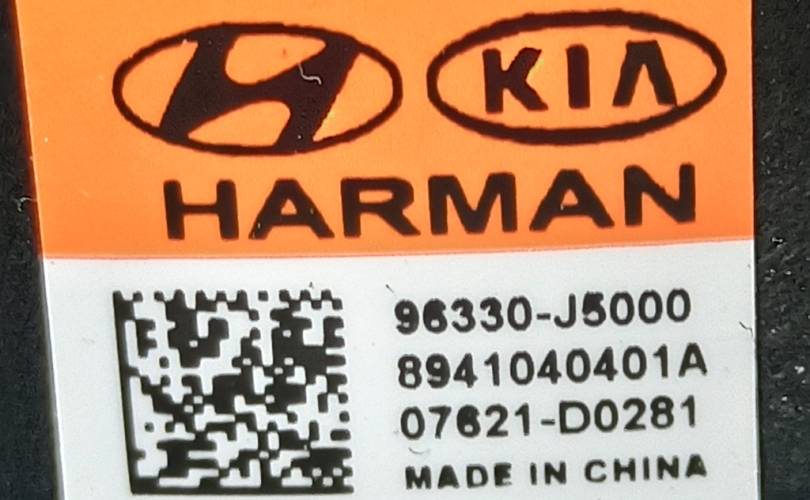 KIA
HARMAN
96330-J5000
8941040401A
07621-D0281
MADE IN CHINA